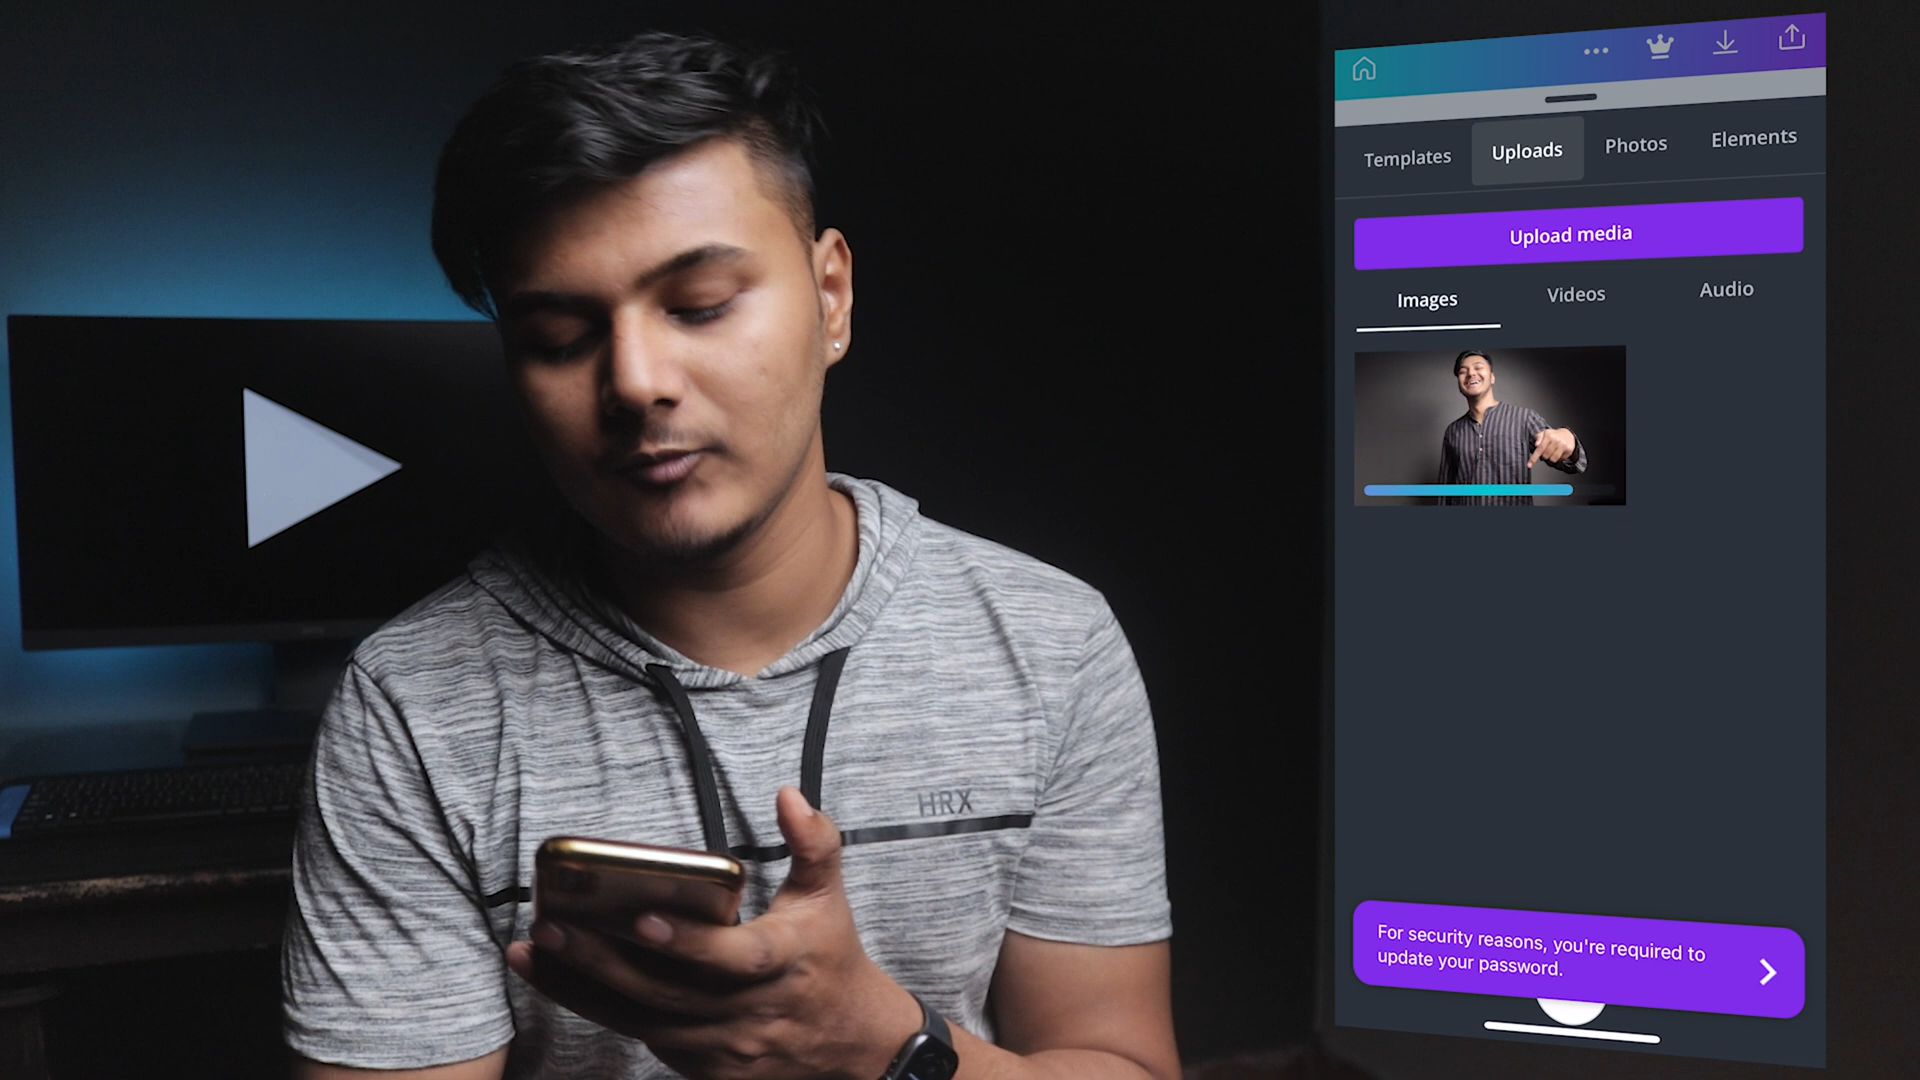 Templates Uploads Photos Elements
Upload media
Images Videos Audio
HRX
For security reasons, you're required to
update your password.